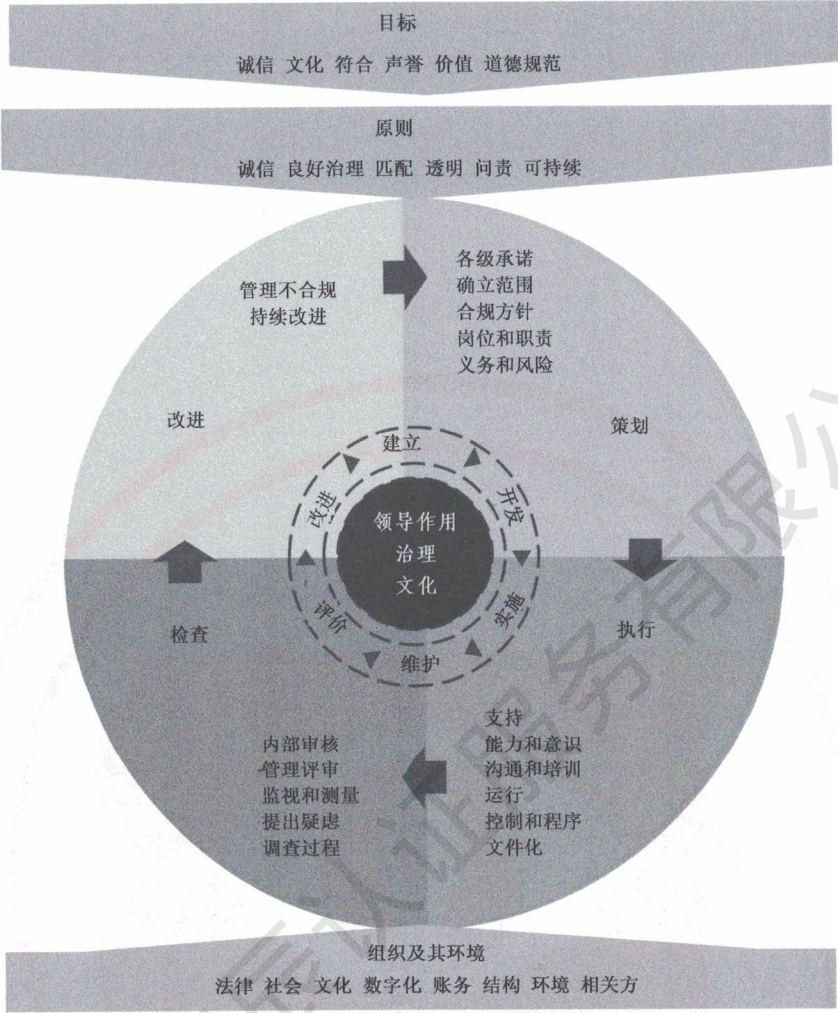 目标
诚信 文化 符合 声誉 价值 道德规范
原则
诚信 良好治理 匹配 透明 问责 可持续
管理不合规
持续改进
各级承诺
确立范围
合规方针
岗位和职责
义务和风险
改进
策划
建立
开发
实施
维护
评价
改进
领导作用
治理
文化
检查
执行
内部审核
管理评审
监视和测量
提出疑虑
调查过程
支持
能力和意识
沟通和培训
运行
控制和程序
文件化
组织及其环境
法律 社会 文化 数字化 账务 结构 环境 相关方
辰认证服务有限公